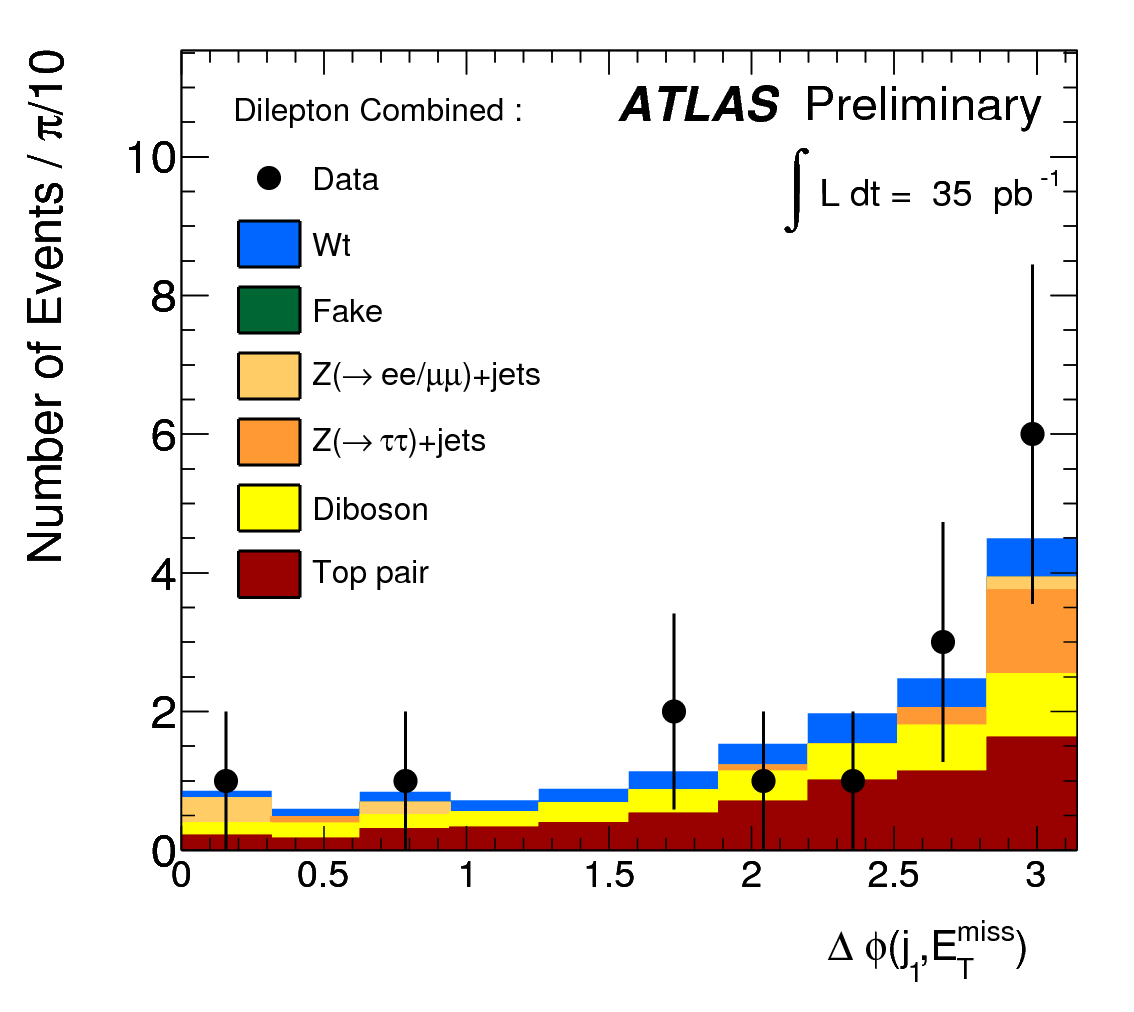 Number of Events / π/10
ATLAS Preliminary
∫ L dt = 35 pb⁻¹
Dilepton Combined :
Data
Wt
Fake
Z(→ ee/μμ)+jets
Z(→ ττ)+jets
Diboson
Top pair
10
8
6
4
2
0
0 0.5 1 1.5 2 2.5 3
Δ ϕ(j₁,E_T^miss)